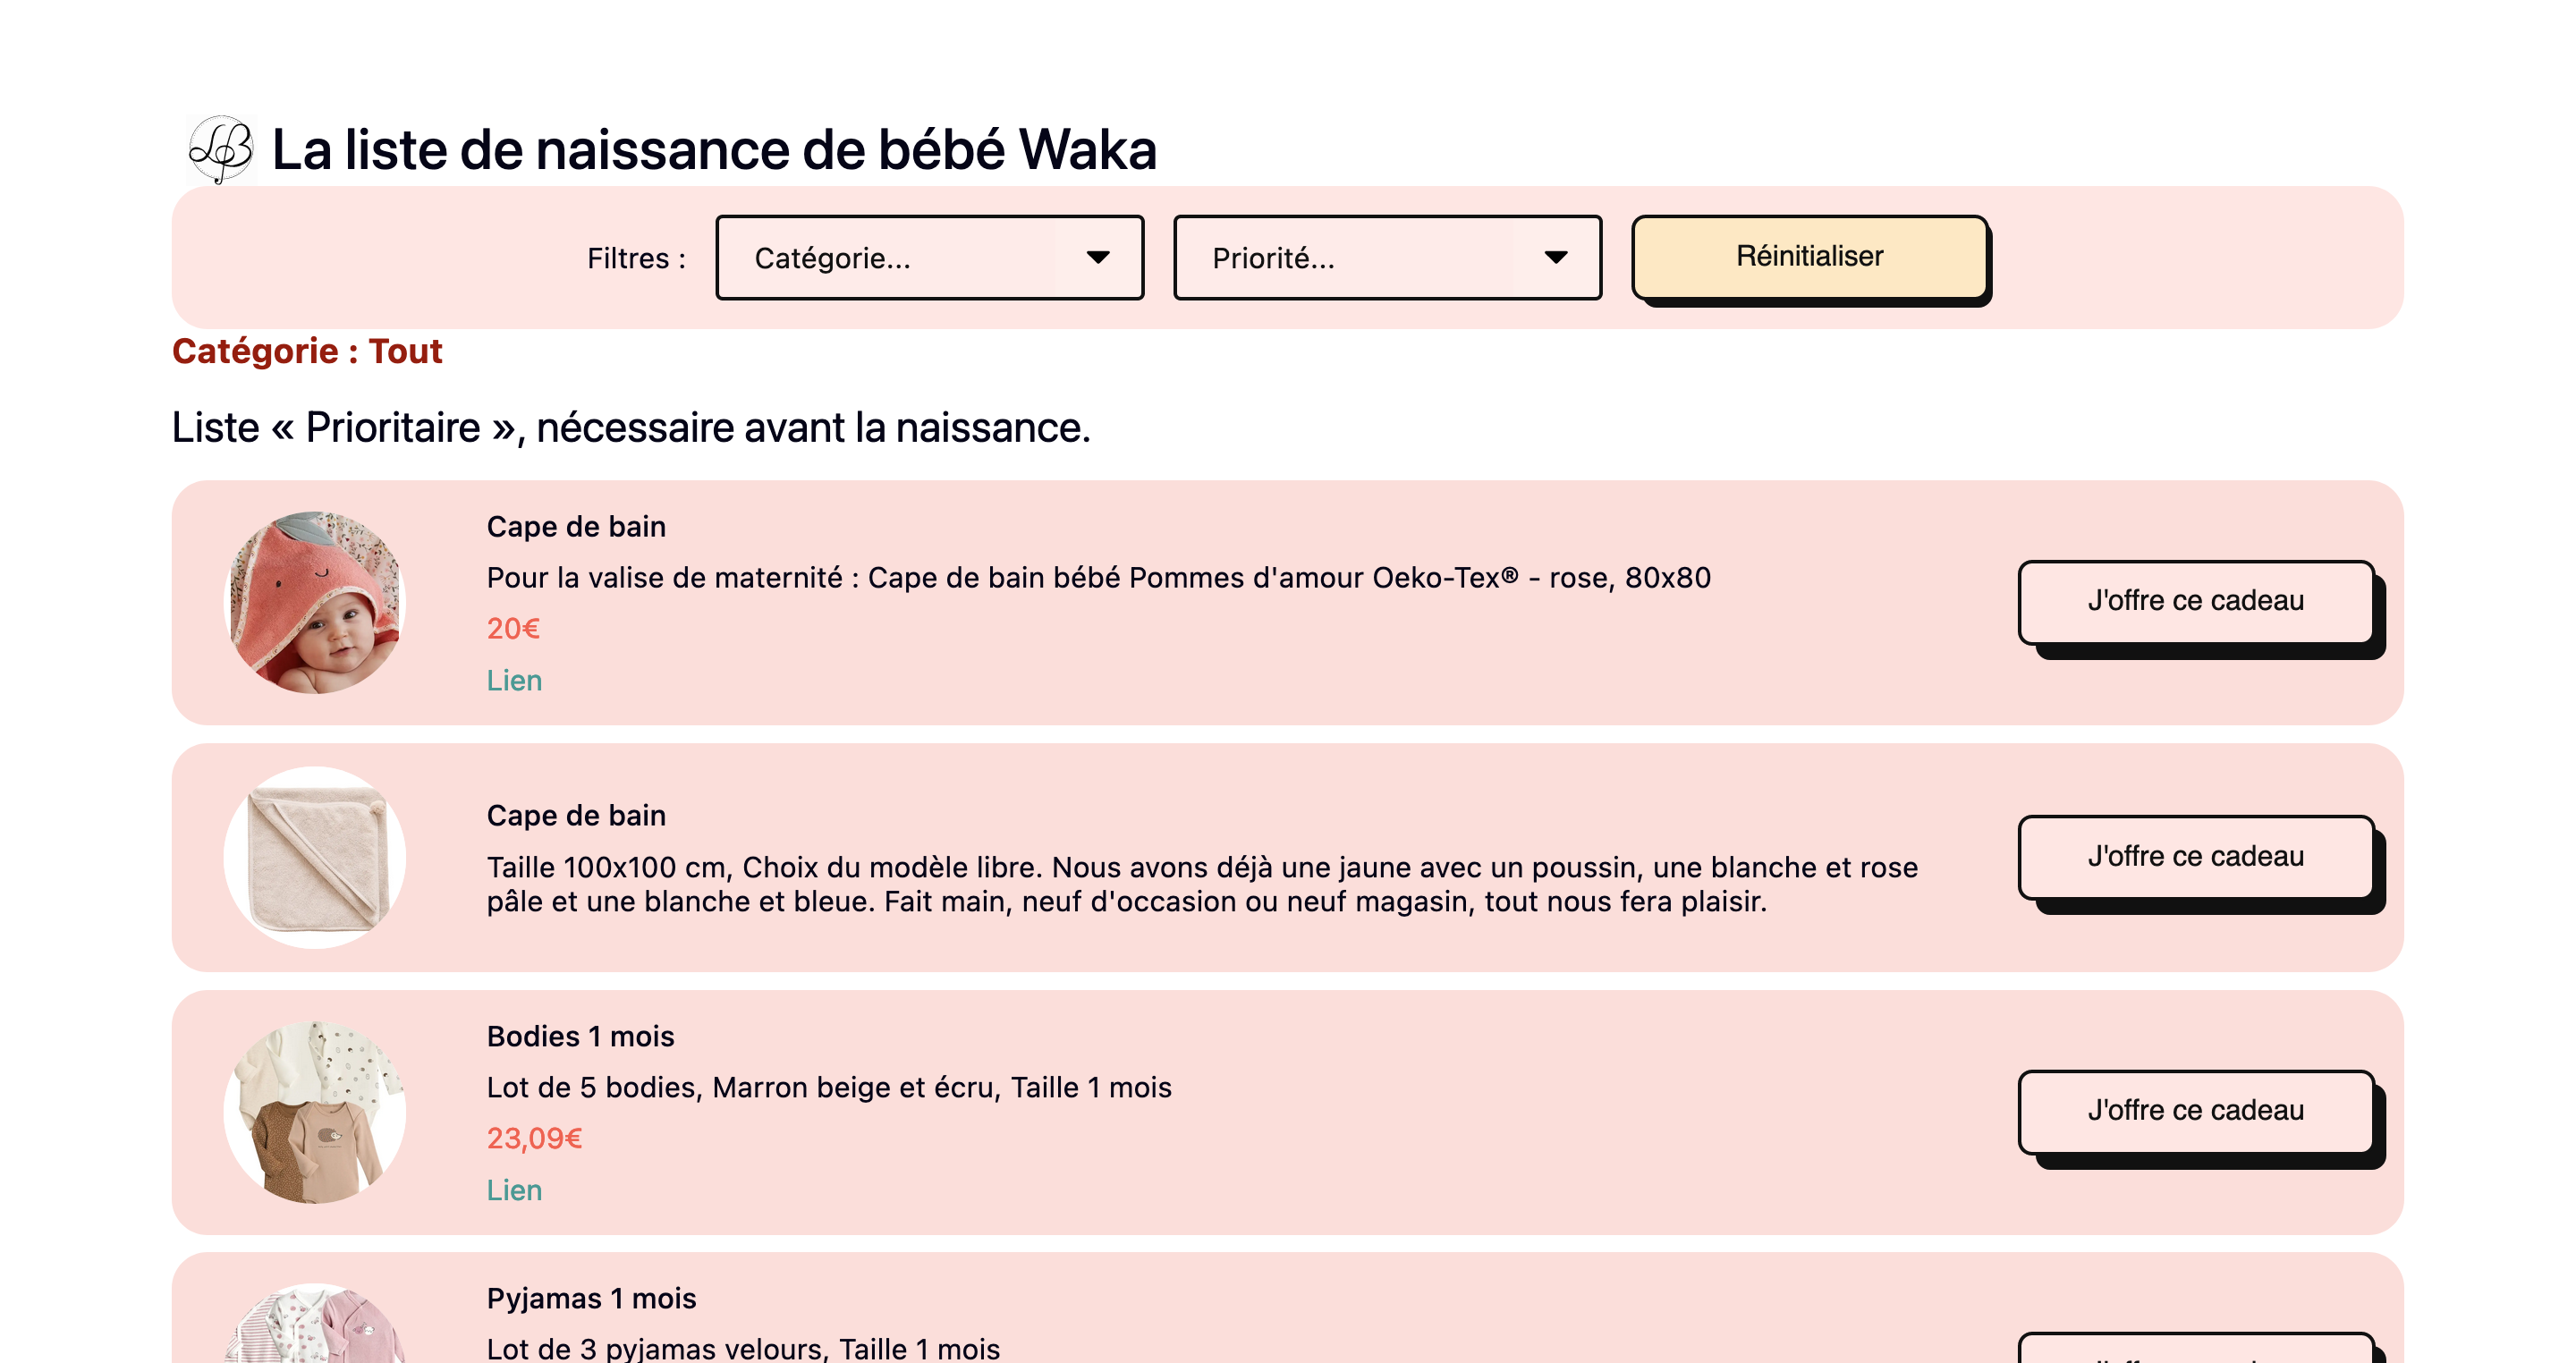 LB
La liste de naissance de bébé Waka
Filtres :
Catégorie...
Priorité...
Réinitialiser
Catégorie : Tout
Liste « Prioritaire », nécessaire avant la naissance.
Cape de bain
Pour la valise de maternité : Cape de bain bébé Pommes d'amour Oeko-Tex® - rose, 80x80
20€
Lien
J'offre ce cadeau
Cape de bain
Taille 100x100 cm, Choix du modèle libre. Nous avons déjà une jaune avec un poussin, une blanche et rose
pâle et une blanche et bleue. Fait main, neuf d'occasion ou neuf magasin, tout nous fera plaisir.
J'offre ce cadeau
Bodies 1 mois
Lot de 5 bodies, Marron beige et écru, Taille 1 mois
23,09€
Lien
J'offre ce cadeau
Pyjamas 1 mois
Lot de 3 pyjamas velours, Taille 1 mois